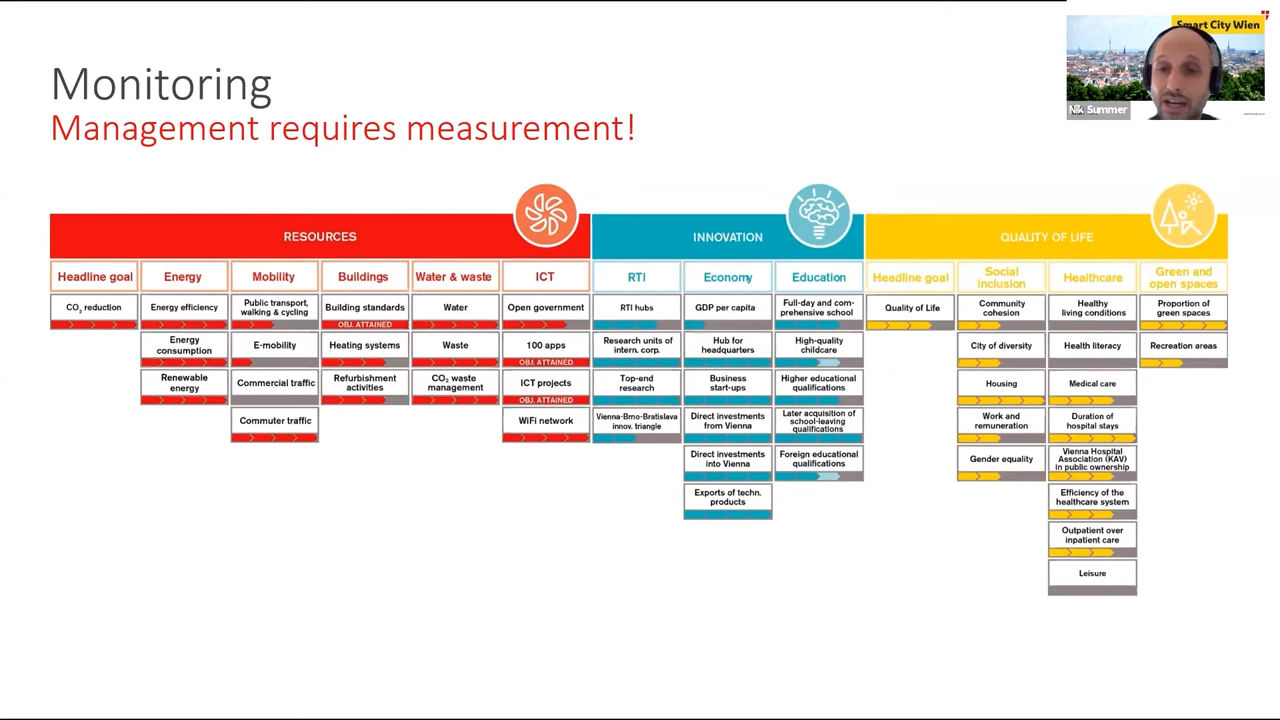 Smart City Wien
Nik Summer
Monitoring
Management requires measurement!
RESOURCES
INNOVATION
QUALITY OF LIFE
Headline goal
Energy
Mobility
Buildings
Water & waste
ICT
RTI
Economy
Education
Headline goal
Social
inclusion
Healthcare
Green and
open spaces
CO₂ reduction
Energy efficiency
Energy
consumption
Renewable
energy
Public transport,
walking & cycling
E-mobility
Commercial traffic
Commuter traffic
Building standards
OBJ. ATTAINED
Heating systems
Refurbishment
activities
Water
Waste
CO₂ waste
management
Open government
100 apps
OBJ. ATTAINED
ICT projects
OBJ. ATTAINED
WiFi network
RTI hubs
Research units of
intern. corp.
Top-end
research
Vienna-Brno-Bratislava
innov. triangle
GDP per capita
Hub for
headquarters
Business
start-ups
Direct investments
from Vienna
Direct investments
into Vienna
Exports of techn.
products
Full-day and com-
prehensive school
High-quality
childcare
Higher educational
qualifications
Later acquisition of
school-leaving
qualifications
Foreign educational
qualifications
Quality of Life
Community
cohesion
City of diversity
Housing
Work and
remuneration
Gender equality
Healthy
living conditions
Health literacy
Medical care
Duration of
hospital stays
Vienna Hospital
Association (KAV)
in public ownership
Efficiency of the
healthcare system
Outpatient over
inpatient care
Leisure
Proportion of
green spaces
Recreation areas